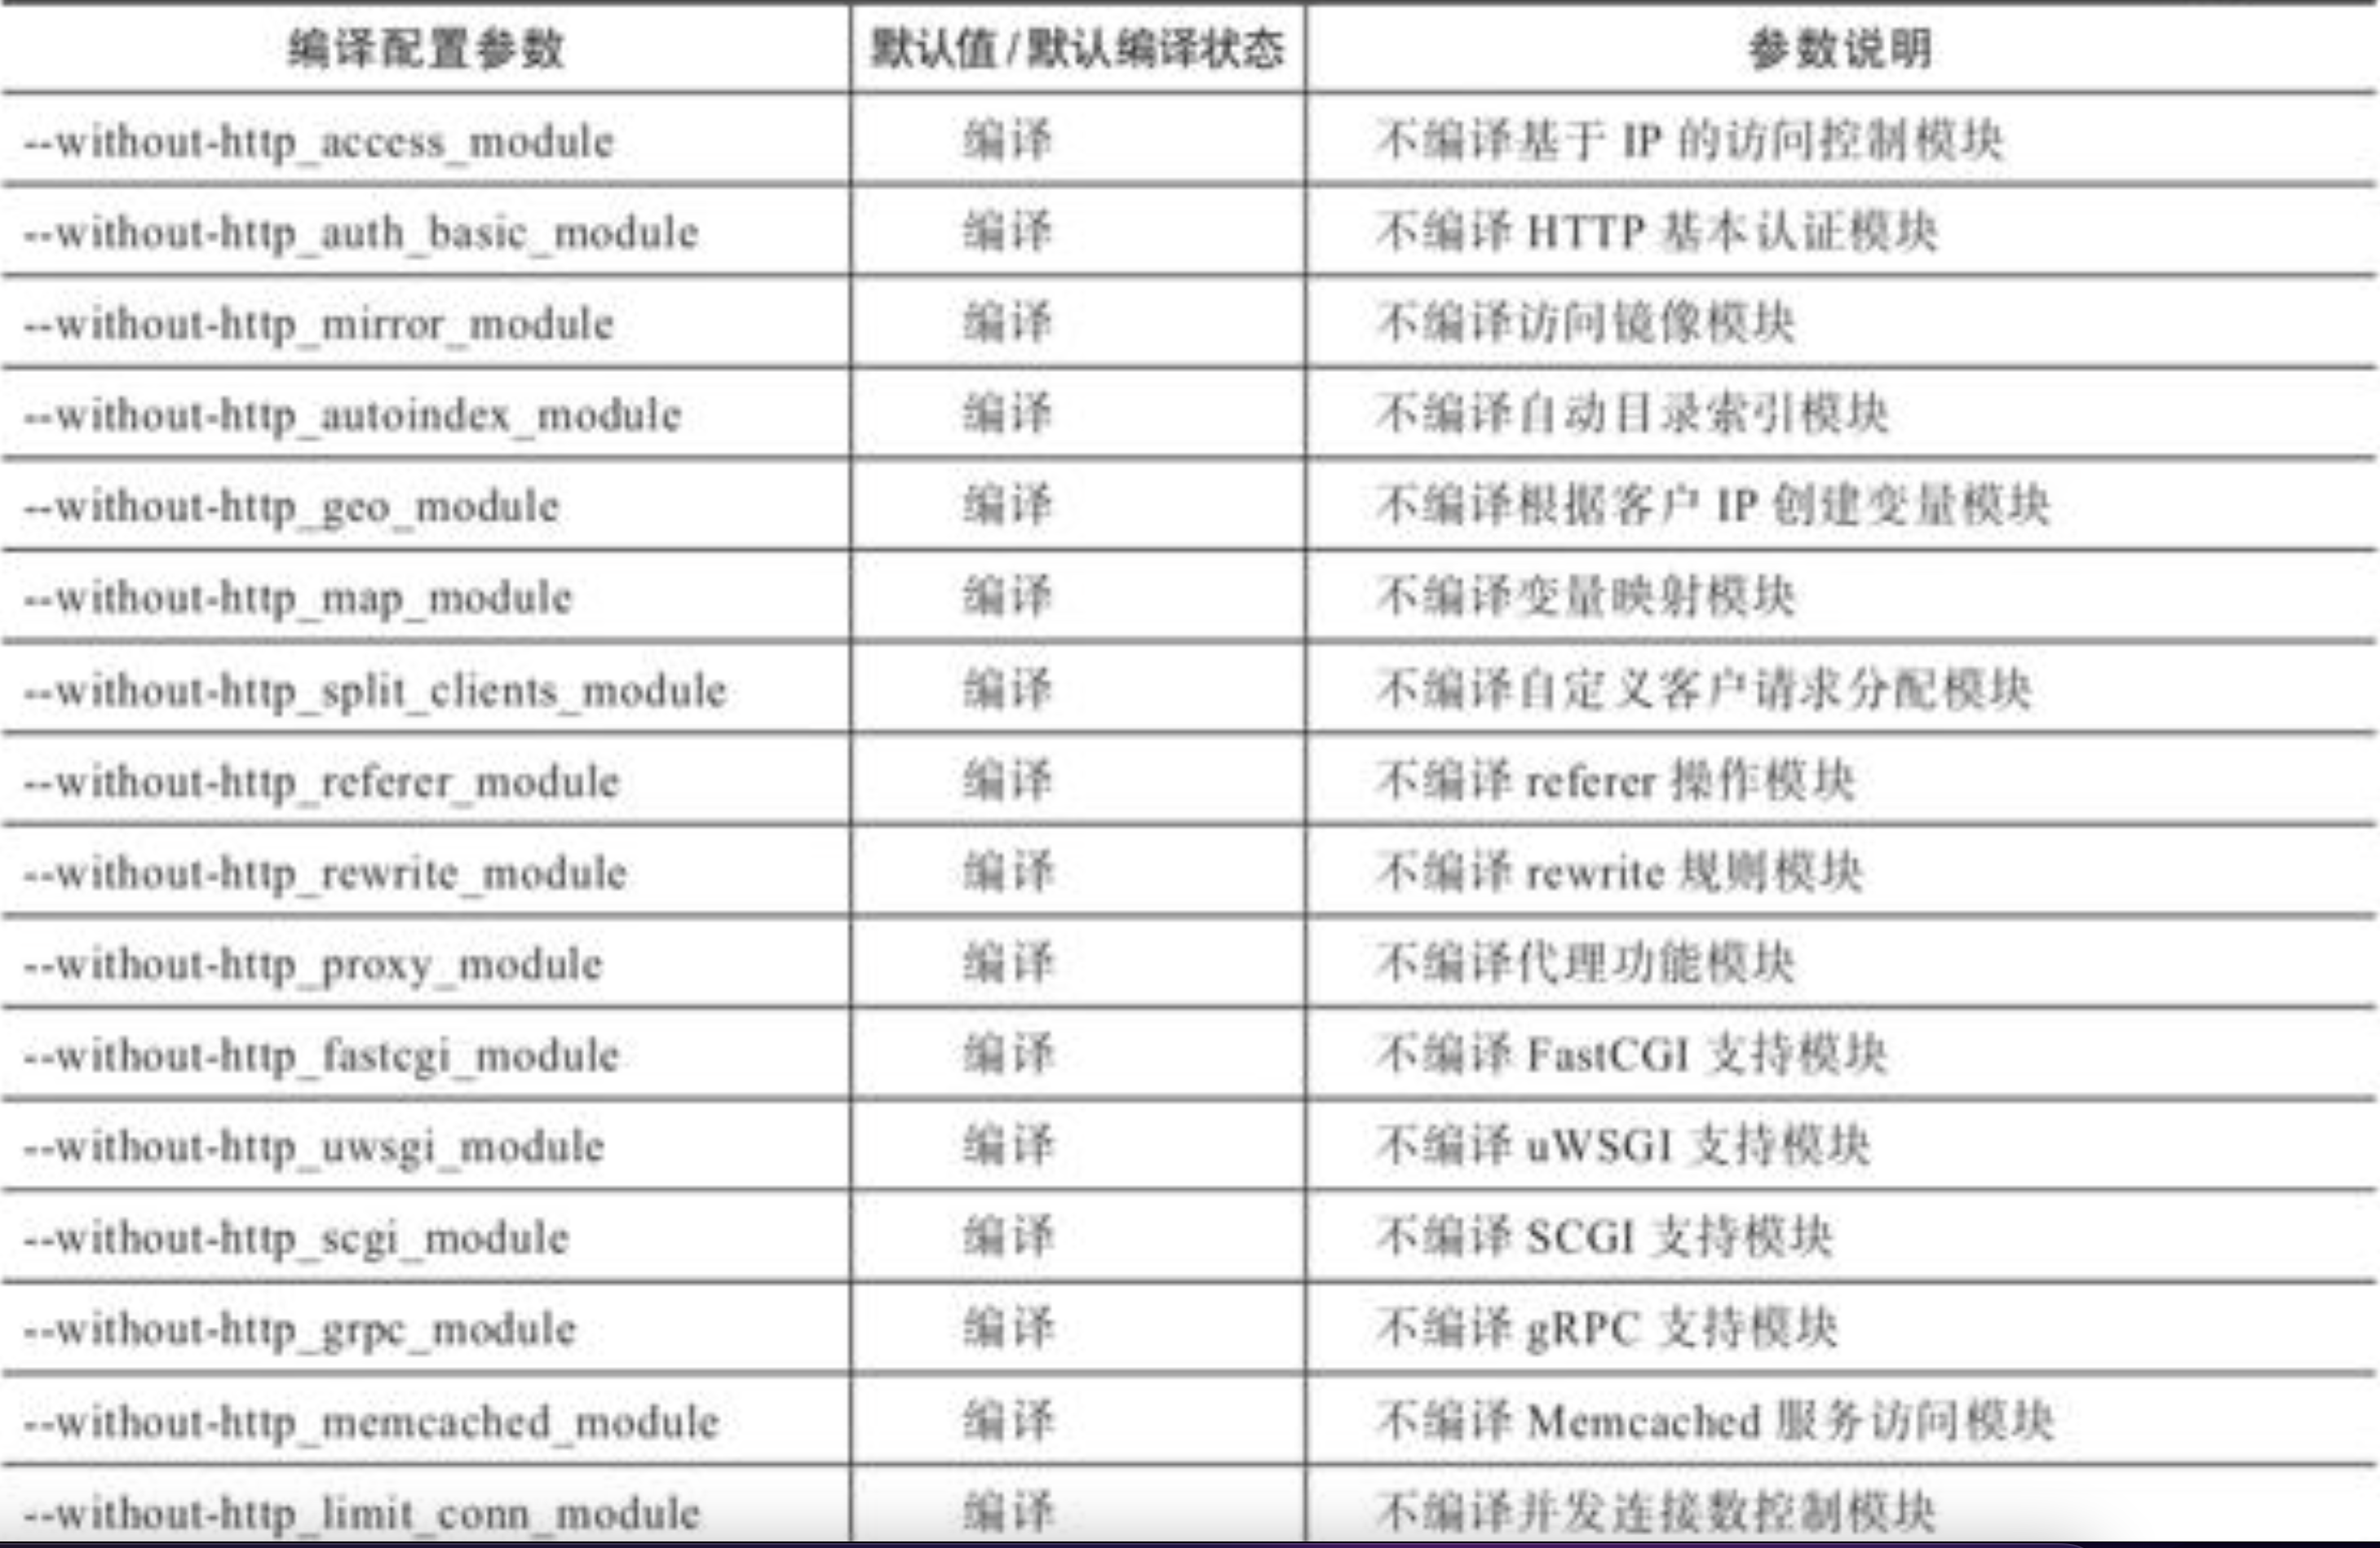 编译配置参数 默认值/默认编译状态 参数说明
--without-http_access_module 编译 不编译基于 IP 的访问控制模块
--without-http_auth_basic_module 编译 不编译 HTTP 基本认证模块
--without-http_mirror_module 编译 不编译访问镜像模块
--without-http_autoindex_module 编译 不编译自动目录索引模块
--without-http_geo_module 编译 不编译根据客户 IP 创建变量模块
--without-http_map_module 编译 不编译变量映射模块
--without-http_split_clients_module 编译 不编译自定义客户请求分配模块
--without-http_referer_module 编译 不编译 referer 操作模块
--without-http_rewrite_module 编译 不编译 rewrite 规则模块
--without-http_proxy_module 编译 不编译代理功能模块
--without-http_fastcgi_module 编译 不编译 FastCGI 支持模块
--without-http_uwsgi_module 编译 不编译 uWSGI 支持模块
--without-http_scgi_module 编译 不编译 SCGI 支持模块
--without-http_grpc_module 编译 不编译 gRPC 支持模块
--without-http_memcached_module 编译 不编译 Memcached 服务访问模块
--without-http_limit_conn_module 编译 不编译并发连接数控制模块